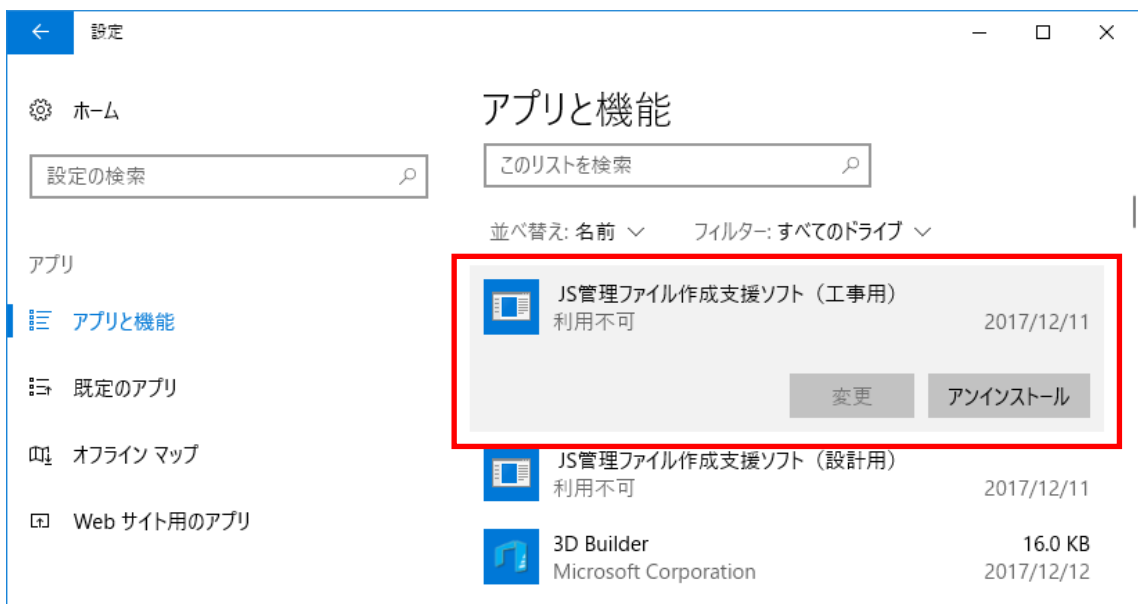 設定
ホーム
設定の検索
アプリ
アプリと機能
既定のアプリ
オフライン マップ
Web サイト用のアプリ
アプリと機能
このリストを検索
並べ替え: 名前 フィルター: すべてのドライブ
JS管理ファイル作成支援ソフト（工事用）
利用不可 2017/12/11
変更 アンインストール
JS管理ファイル作成支援ソフト（設計用）
利用不可 2017/12/11
3D Builder 16.0 KB
Microsoft Corporation 2017/12/12